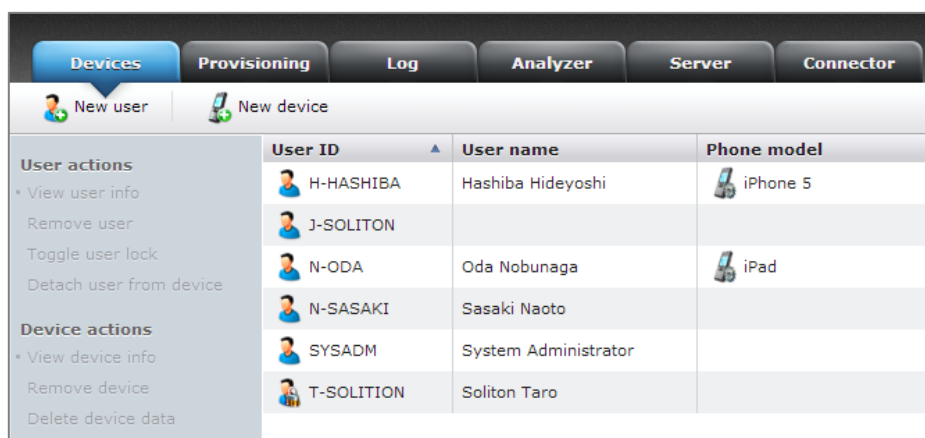 Devices Provisioning Log Analyzer Server Connector
New user New device
User actions
• View user info
Remove user
Toggle user lock
Detach user from device
Device actions
• View device info
Remove device
Delete device data
User ID User name Phone model
H-HASHIBA Hashiba Hideyoshi iPhone 5
J-SOLITON
N-ODA Oda Nobunaga iPad
N-SASAKI Sasaki Naoto
SYSADM System Administrator
T-SOLITION Soliton Taro